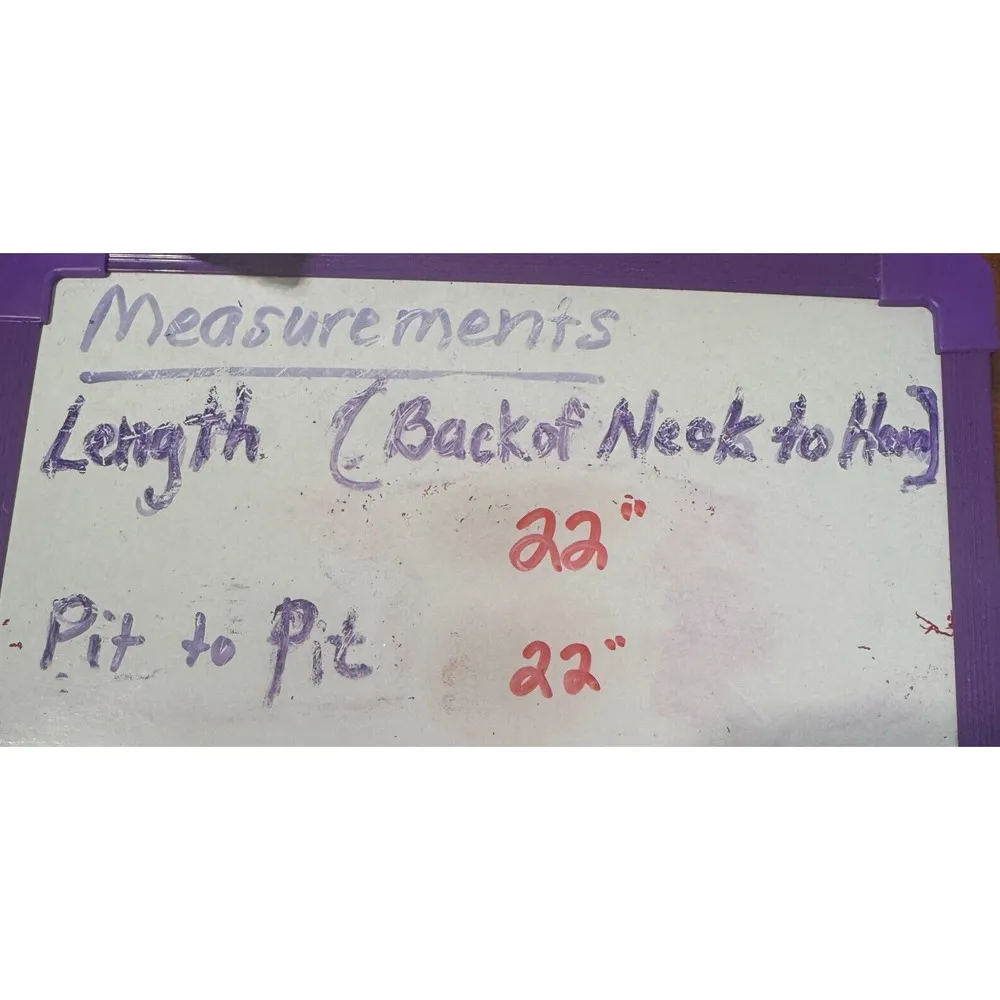 Measurements
Length (Back of Neck to Hem)
22"
Pit to Pit 22"